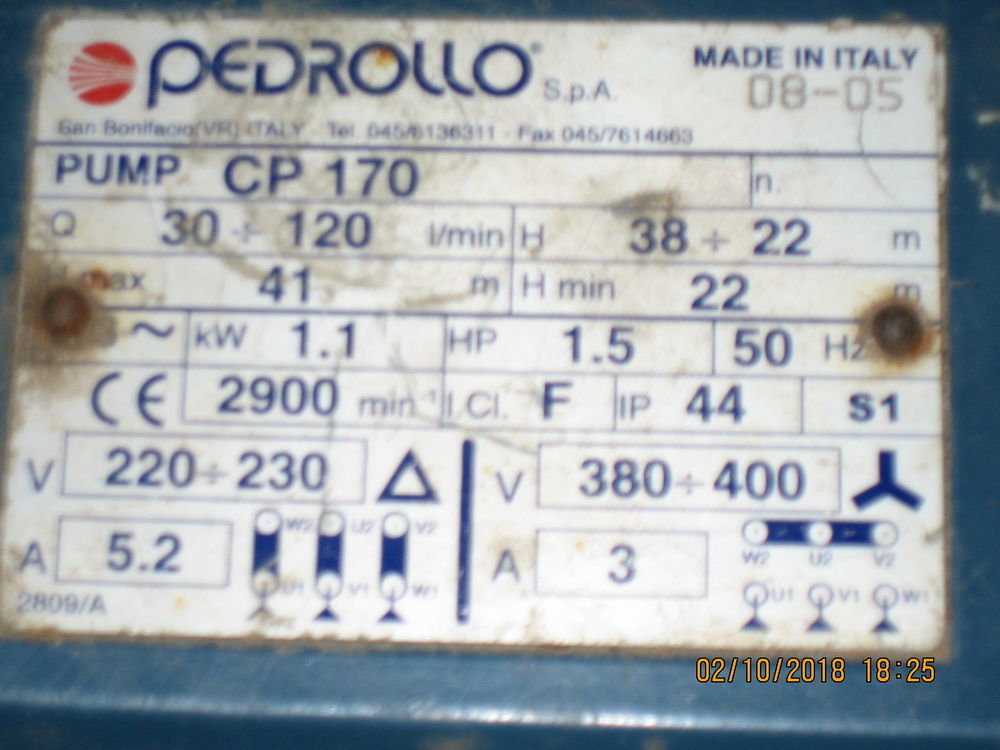 PEDROLLO® S.p.A. MADE IN ITALY
08-05
San Bonifacio(VR) ITALY - Tel. 045/6136311 - Fax 045/7614663
PUMP CP 170 n.
Q 30 ÷ 120 l/min H 38 ÷ 22 m
H max 41 m H min 22 m
~ kW 1.1 HP 1.5 50 Hz
CE 2900 min⁻¹ I.Cl. F IP 44 S1
V 220÷230 V 380÷400
A 5.2 W2 U2 V2 A 3 W2 U2 V2
U1 V1 W1 U1 V1 W1
2809/A
02/10/2018 18:25